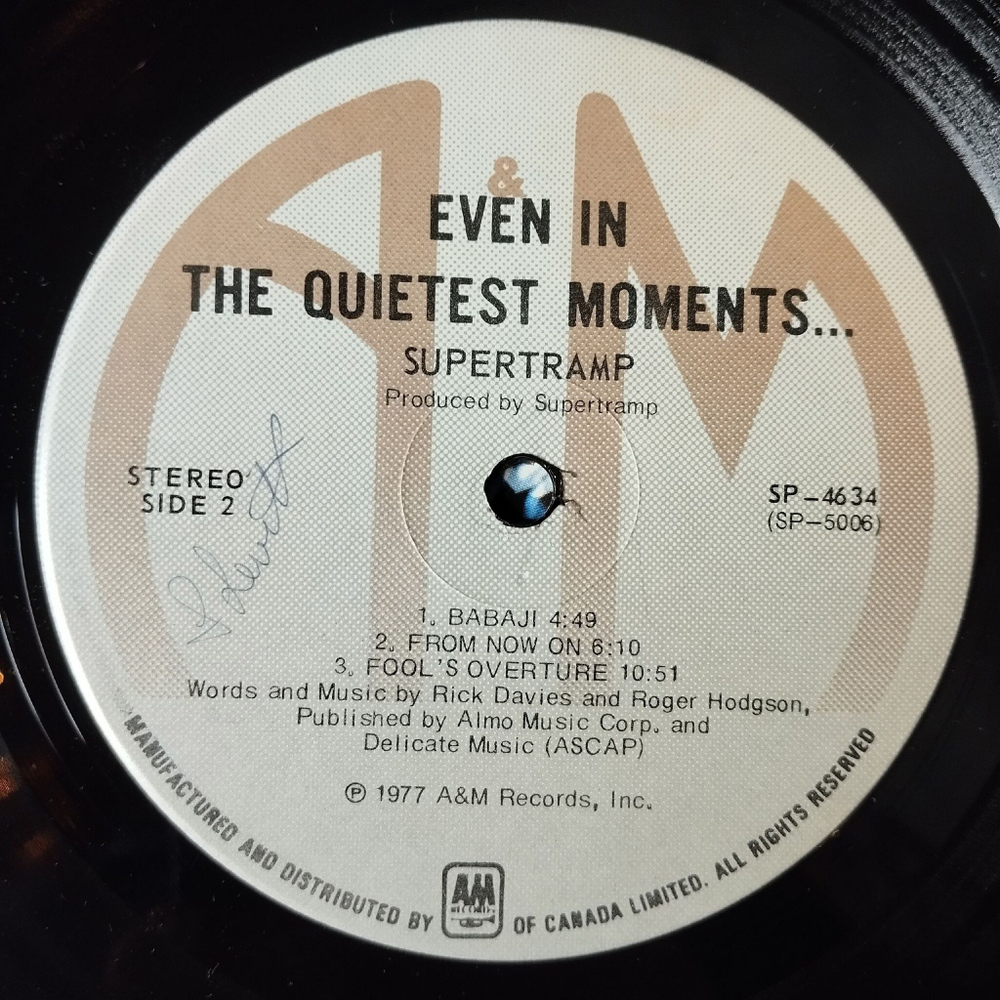 A&M
EVEN IN
THE QUIETEST MOMENTS...
SUPERTRAMP
Produced by Supertramp
STEREO
SIDE 2
SP-4634
(SP-5006)
1. BABAJI 4:49
2. FROM NOW ON 6:10
3. FOOL'S OVERTURE 10:51
Words and Music by Rick Davies and Roger Hodgson,
Published by Almo Music Corp. and
Delicate Music (ASCAP)
℗ 1977 A&M Records, Inc.
MANUFACTURED AND DISTRIBUTED BY AM RECORDS OF CANADA LIMITED. ALL RIGHTS RESERVED